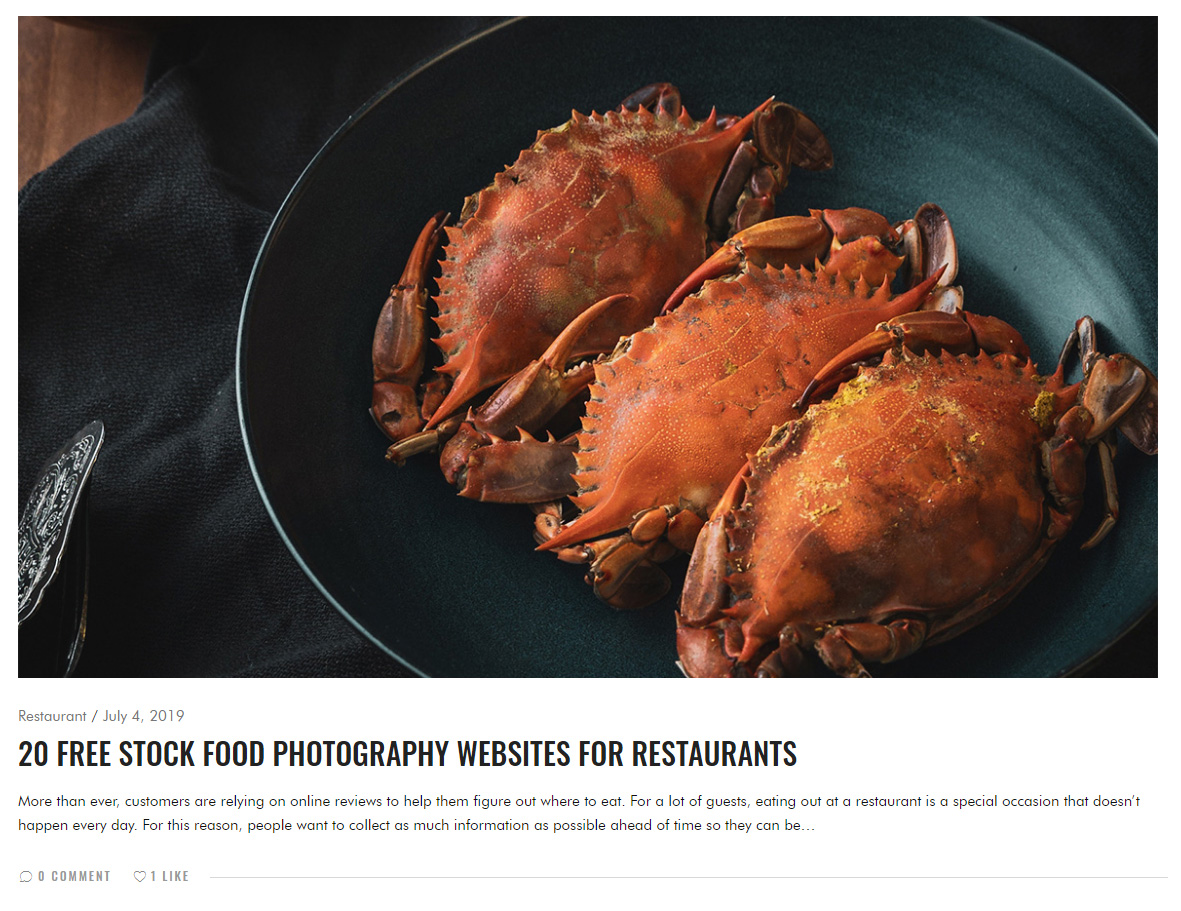 Restaurant / July 4, 2019
20 FREE STOCK FOOD PHOTOGRAPHY WEBSITES FOR RESTAURANTS
More than ever, customers are relying on online reviews to help them figure out where to eat. For a lot of guests, eating out at a restaurant is a special occasion that doesn’t
happen every day. For this reason, people want to collect as much information as possible ahead of time so they can be…
0 COMMENT 1 LIKE